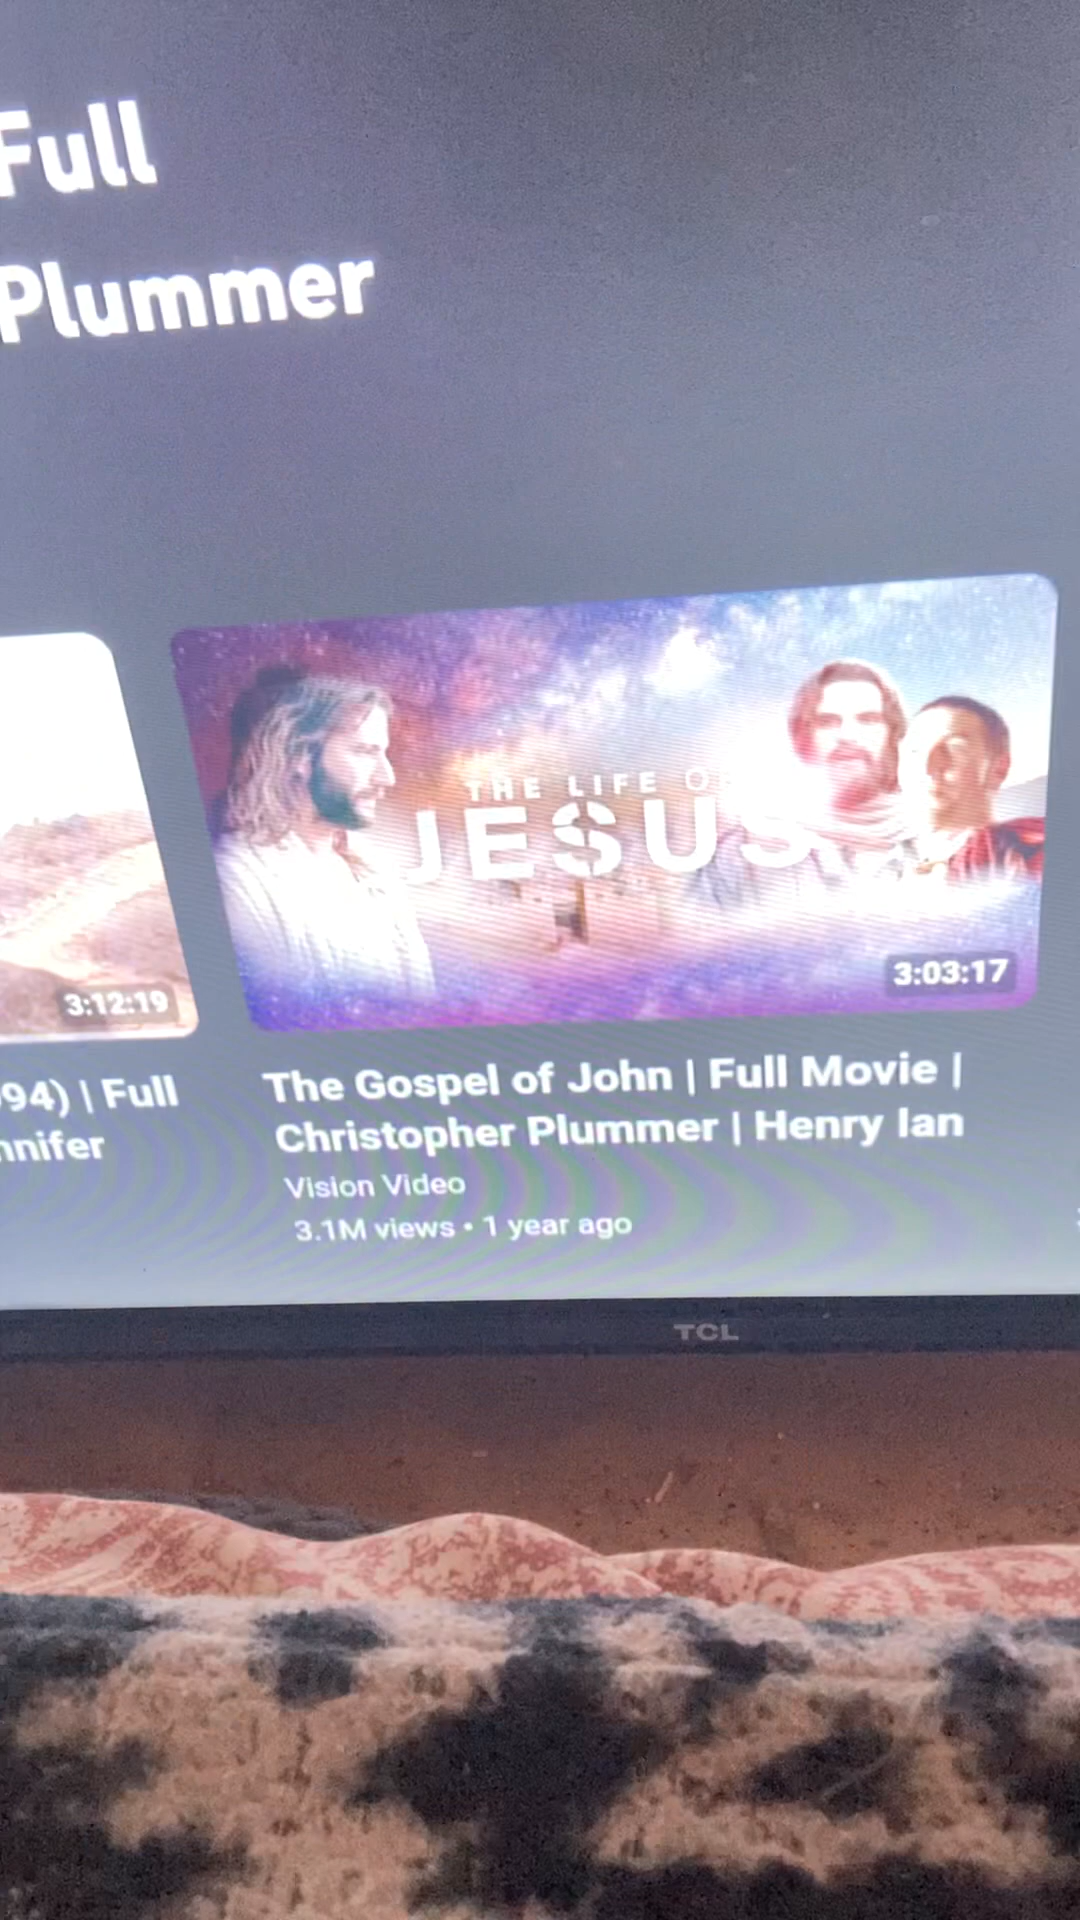 Full
Plummer
THE LIFE OF
JESUS
3:12:19
3:03:17
94) | Full
nnifer
The Gospel of John | Full Movie |
Christopher Plummer | Henry Ian
Vision Video
3.1M views • 1 year ago
TCL